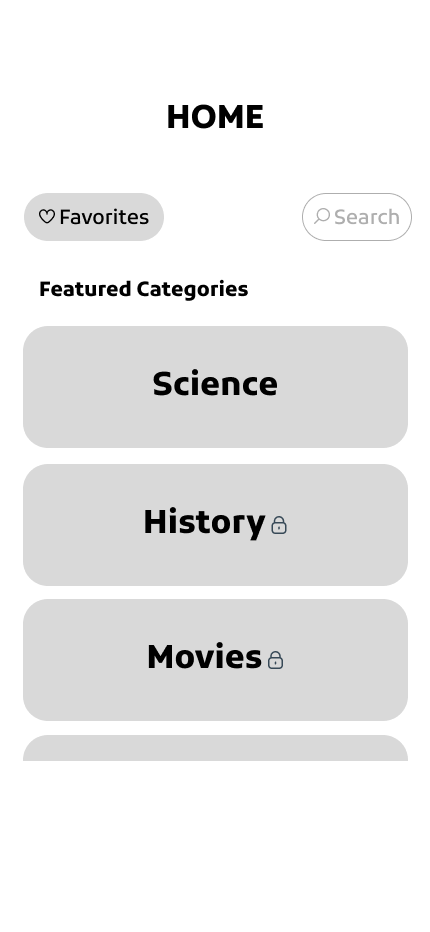 HOME
Favorites
Search
Featured Categories
Science
History
Movies